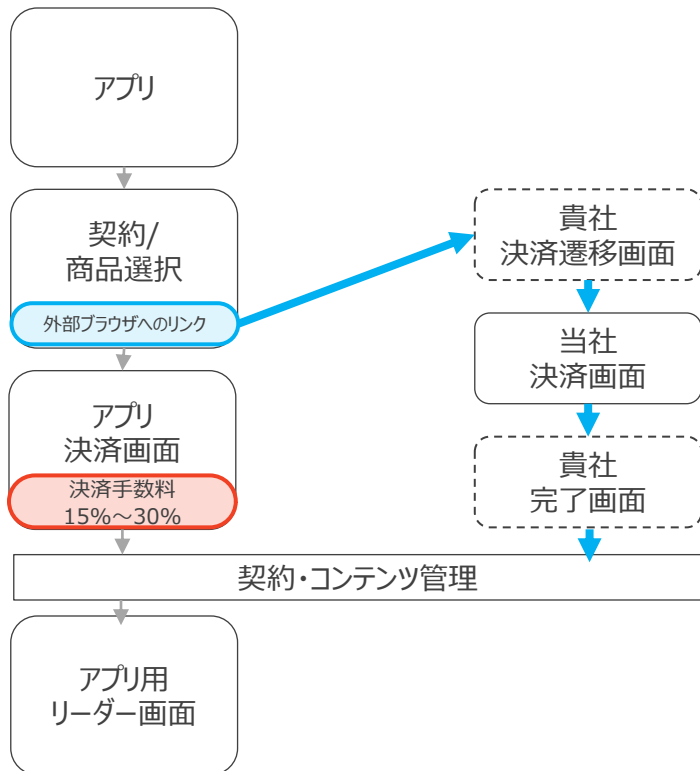 アプリ
契約/
商品選択
外部ブラウザへのリンク
アプリ
決済画面
決済手数料
15%～30%
貴社
決済遷移画面
当社
決済画面
貴社
完了画面
契約・コンテンツ管理
アプリ用
リーダー画面